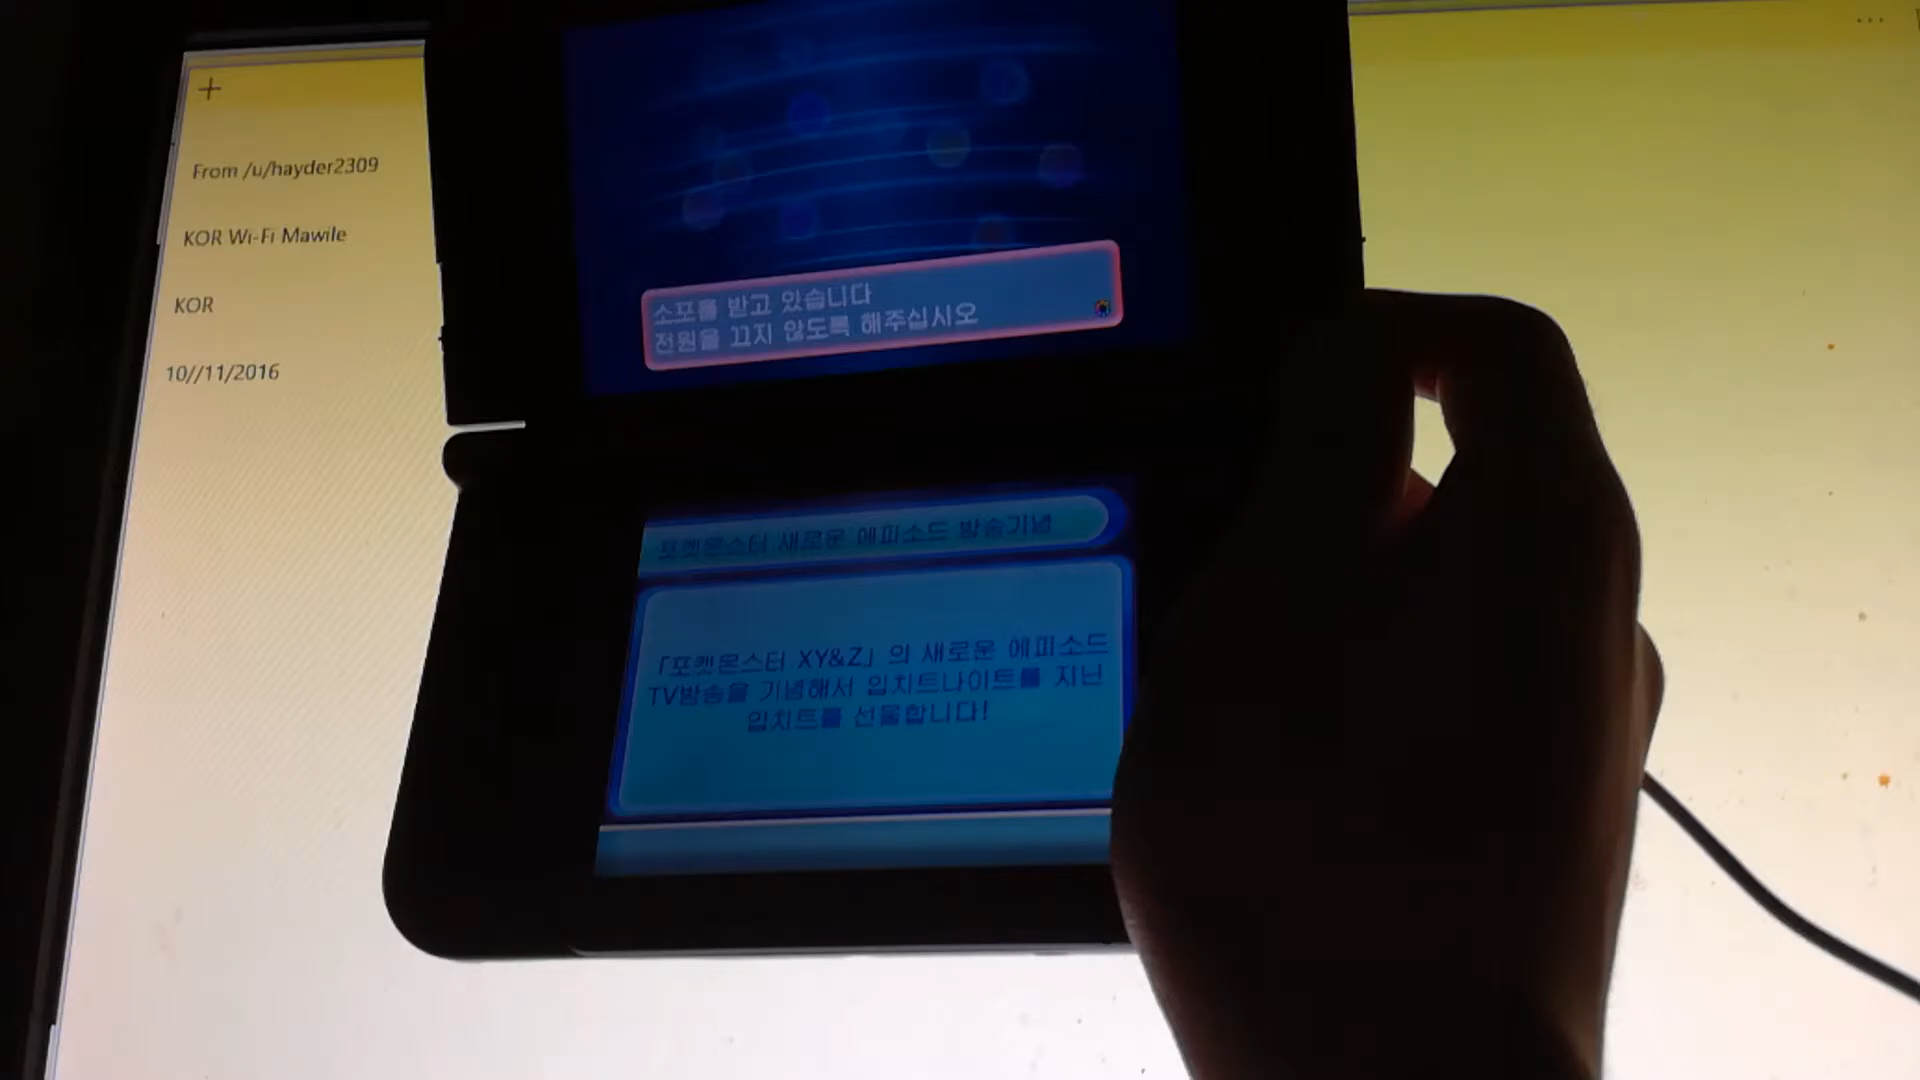 +
From /u/hayder2309
KOR Wi-Fi Mawile
KOR
10//11/2016
소포를 받고 있습니다
전원을 끄지 않도록 해주십시오
포켓몬스터 새로운 에피소드 방송기념
「포켓몬스터 XY&Z」의 새로운 에피소드
TV방송을 기념해서 입치트나이트를 지닌
입치트를 선물합니다!